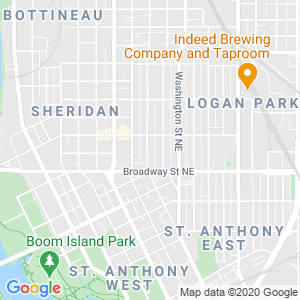 BOTTINEAU
Indeed Brewing
Company and Taproom
SHERIDAN
LOGAN PARK
Washington St NE
Broadway St NE
ST. ANTHONY
EAST
Boom Island Park
ST. ANTHONY
WEST
Google
Map data ©2020 Google